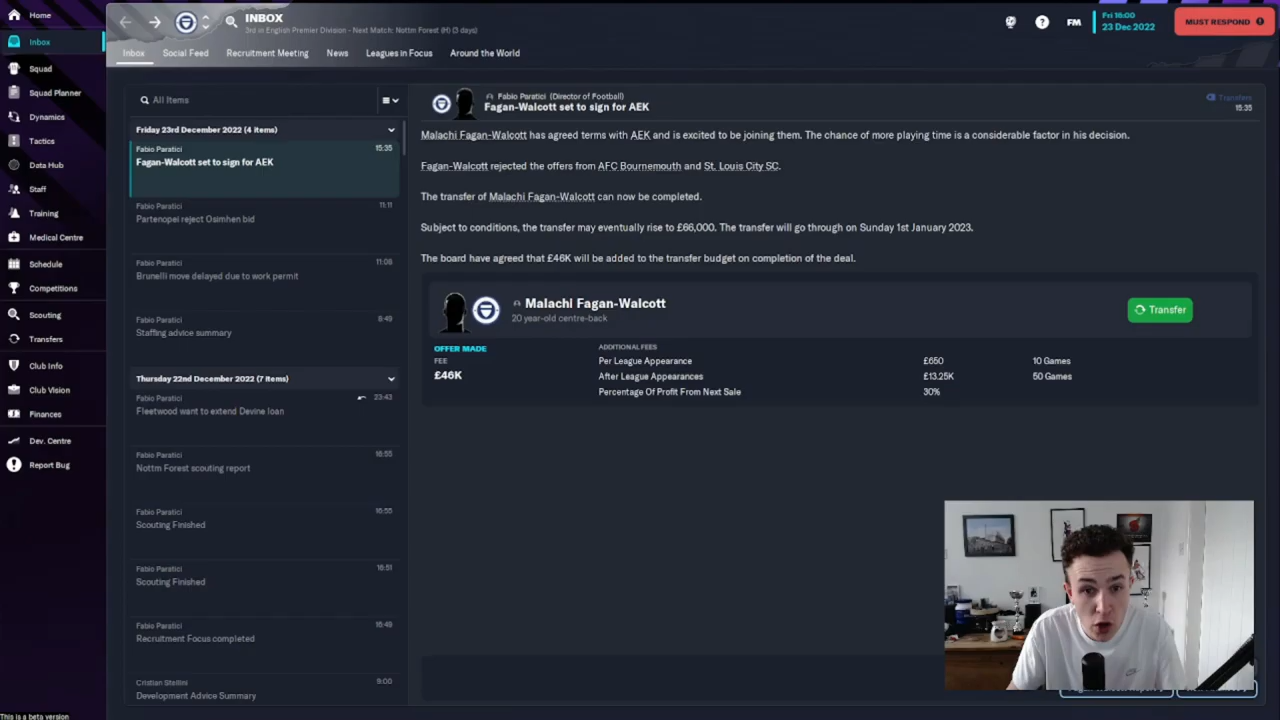 Home
Inbox
Squad
Squad Planner
Dynamics
Tactics
Data Hub
Staff
Training
Medical Centre
Schedule
Competitions
Scouting
Transfers
Club Info
Club Vision
Finances
Dev. Centre
Report Bug
This is a beta version
INBOX
3rd in English Premier Division - Next Match: Nottm Forest (H) (3 days)
FM
Fri 16:00
23 Dec 2022
MUST RESPOND
Inbox
Social Feed
Recruitment Meeting
News
Leagues in Focus
Around the World
All Items
Friday 23rd December 2022 (4 items)
Fabio Paratici 15:35
Fagan-Walcott set to sign for AEK
Fabio Paratici 11:11
Partenopei reject Osimhen bid
Fabio Paratici 11:08
Brunelli move delayed due to work permit
Fabio Paratici 8:49
Staffing advice summary
Thursday 22nd December 2022 (7 items)
Fabio Paratici 23:43
Fleetwood want to extend Devine loan
Fabio Paratici 16:55
Nottm Forest scouting report
Fabio Paratici 16:55
Scouting Finished
Fabio Paratici 16:51
Scouting Finished
Fabio Paratici 16:49
Recruitment Focus completed
Cristian Stellini 9:00
Development Advice Summary
Fabio Paratici (Director of Football)
Fagan-Walcott set to sign for AEK
Transfers
15:35
Malachi Fagan-Walcott has agreed terms with AEK and is excited to be joining them. The chance of more playing time is a considerable factor in his decision.
Fagan-Walcott rejected the offers from AFC Bournemouth and St. Louis City SC.
The transfer of Malachi Fagan-Walcott can now be completed.
Subject to conditions, the transfer may eventually rise to £66,000. The transfer will go through on Sunday 1st January 2023.
The board have agreed that £46K will be added to the transfer budget on completion of the deal.
Malachi Fagan-Walcott
20 year-old centre-back
Transfer
OFFER MADE
FEE
£46K
ADDITIONAL FEES
Per League Appearance £650 10 Games
After League Appearances £13.25K 50 Games
Percentage Of Profit From Next Sale 30%